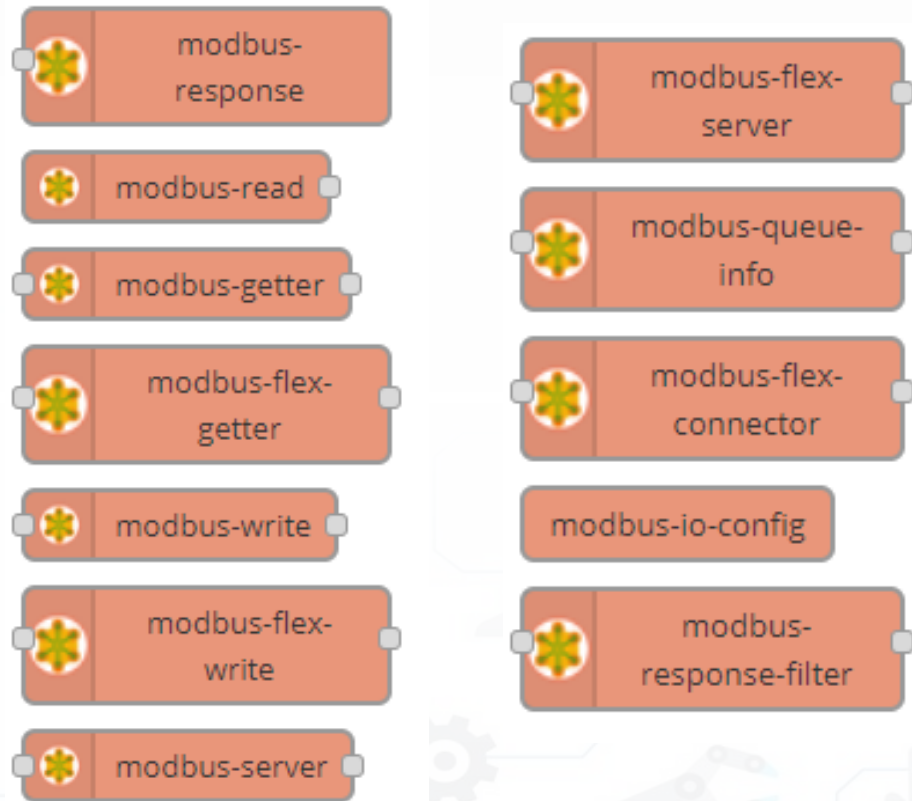 modbus-
response
modbus-read
modbus-getter
modbus-flex-
getter
modbus-write
modbus-flex-
write
modbus-server
modbus-flex-
server
modbus-queue-
info
modbus-flex-
connector
modbus-io-config
modbus-
response-filter